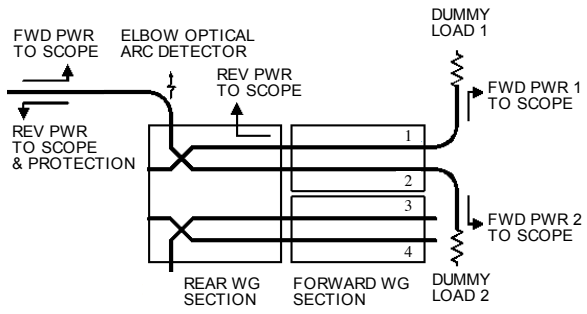 FWD PWR
TO SCOPE
ELBOW OPTICAL
ARC DETECTOR
REV PWR
TO SCOPE
DUMMY
LOAD 1
FWD PWR 1
TO SCOPE
REV PWR
TO SCOPE
& PROTECTION
1
2
3
4
FWD PWR 2
TO SCOPE
REAR WG
SECTION
FORWARD WG
SECTION
DUMMY
LOAD 2